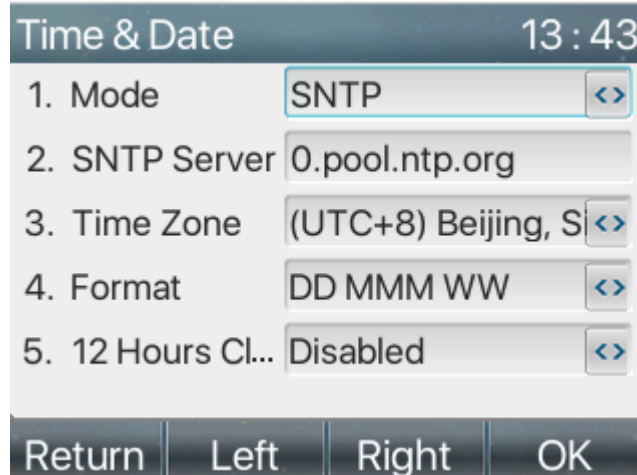 Time & Date 13 : 43
1. Mode SNTP <>
2. SNTP Server 0.pool.ntp.org
3. Time Zone (UTC+8) Beijing, Si <>
4. Format DD MMM WW <>
5. 12 Hours Cl... Disabled <>
Return Left Right OK